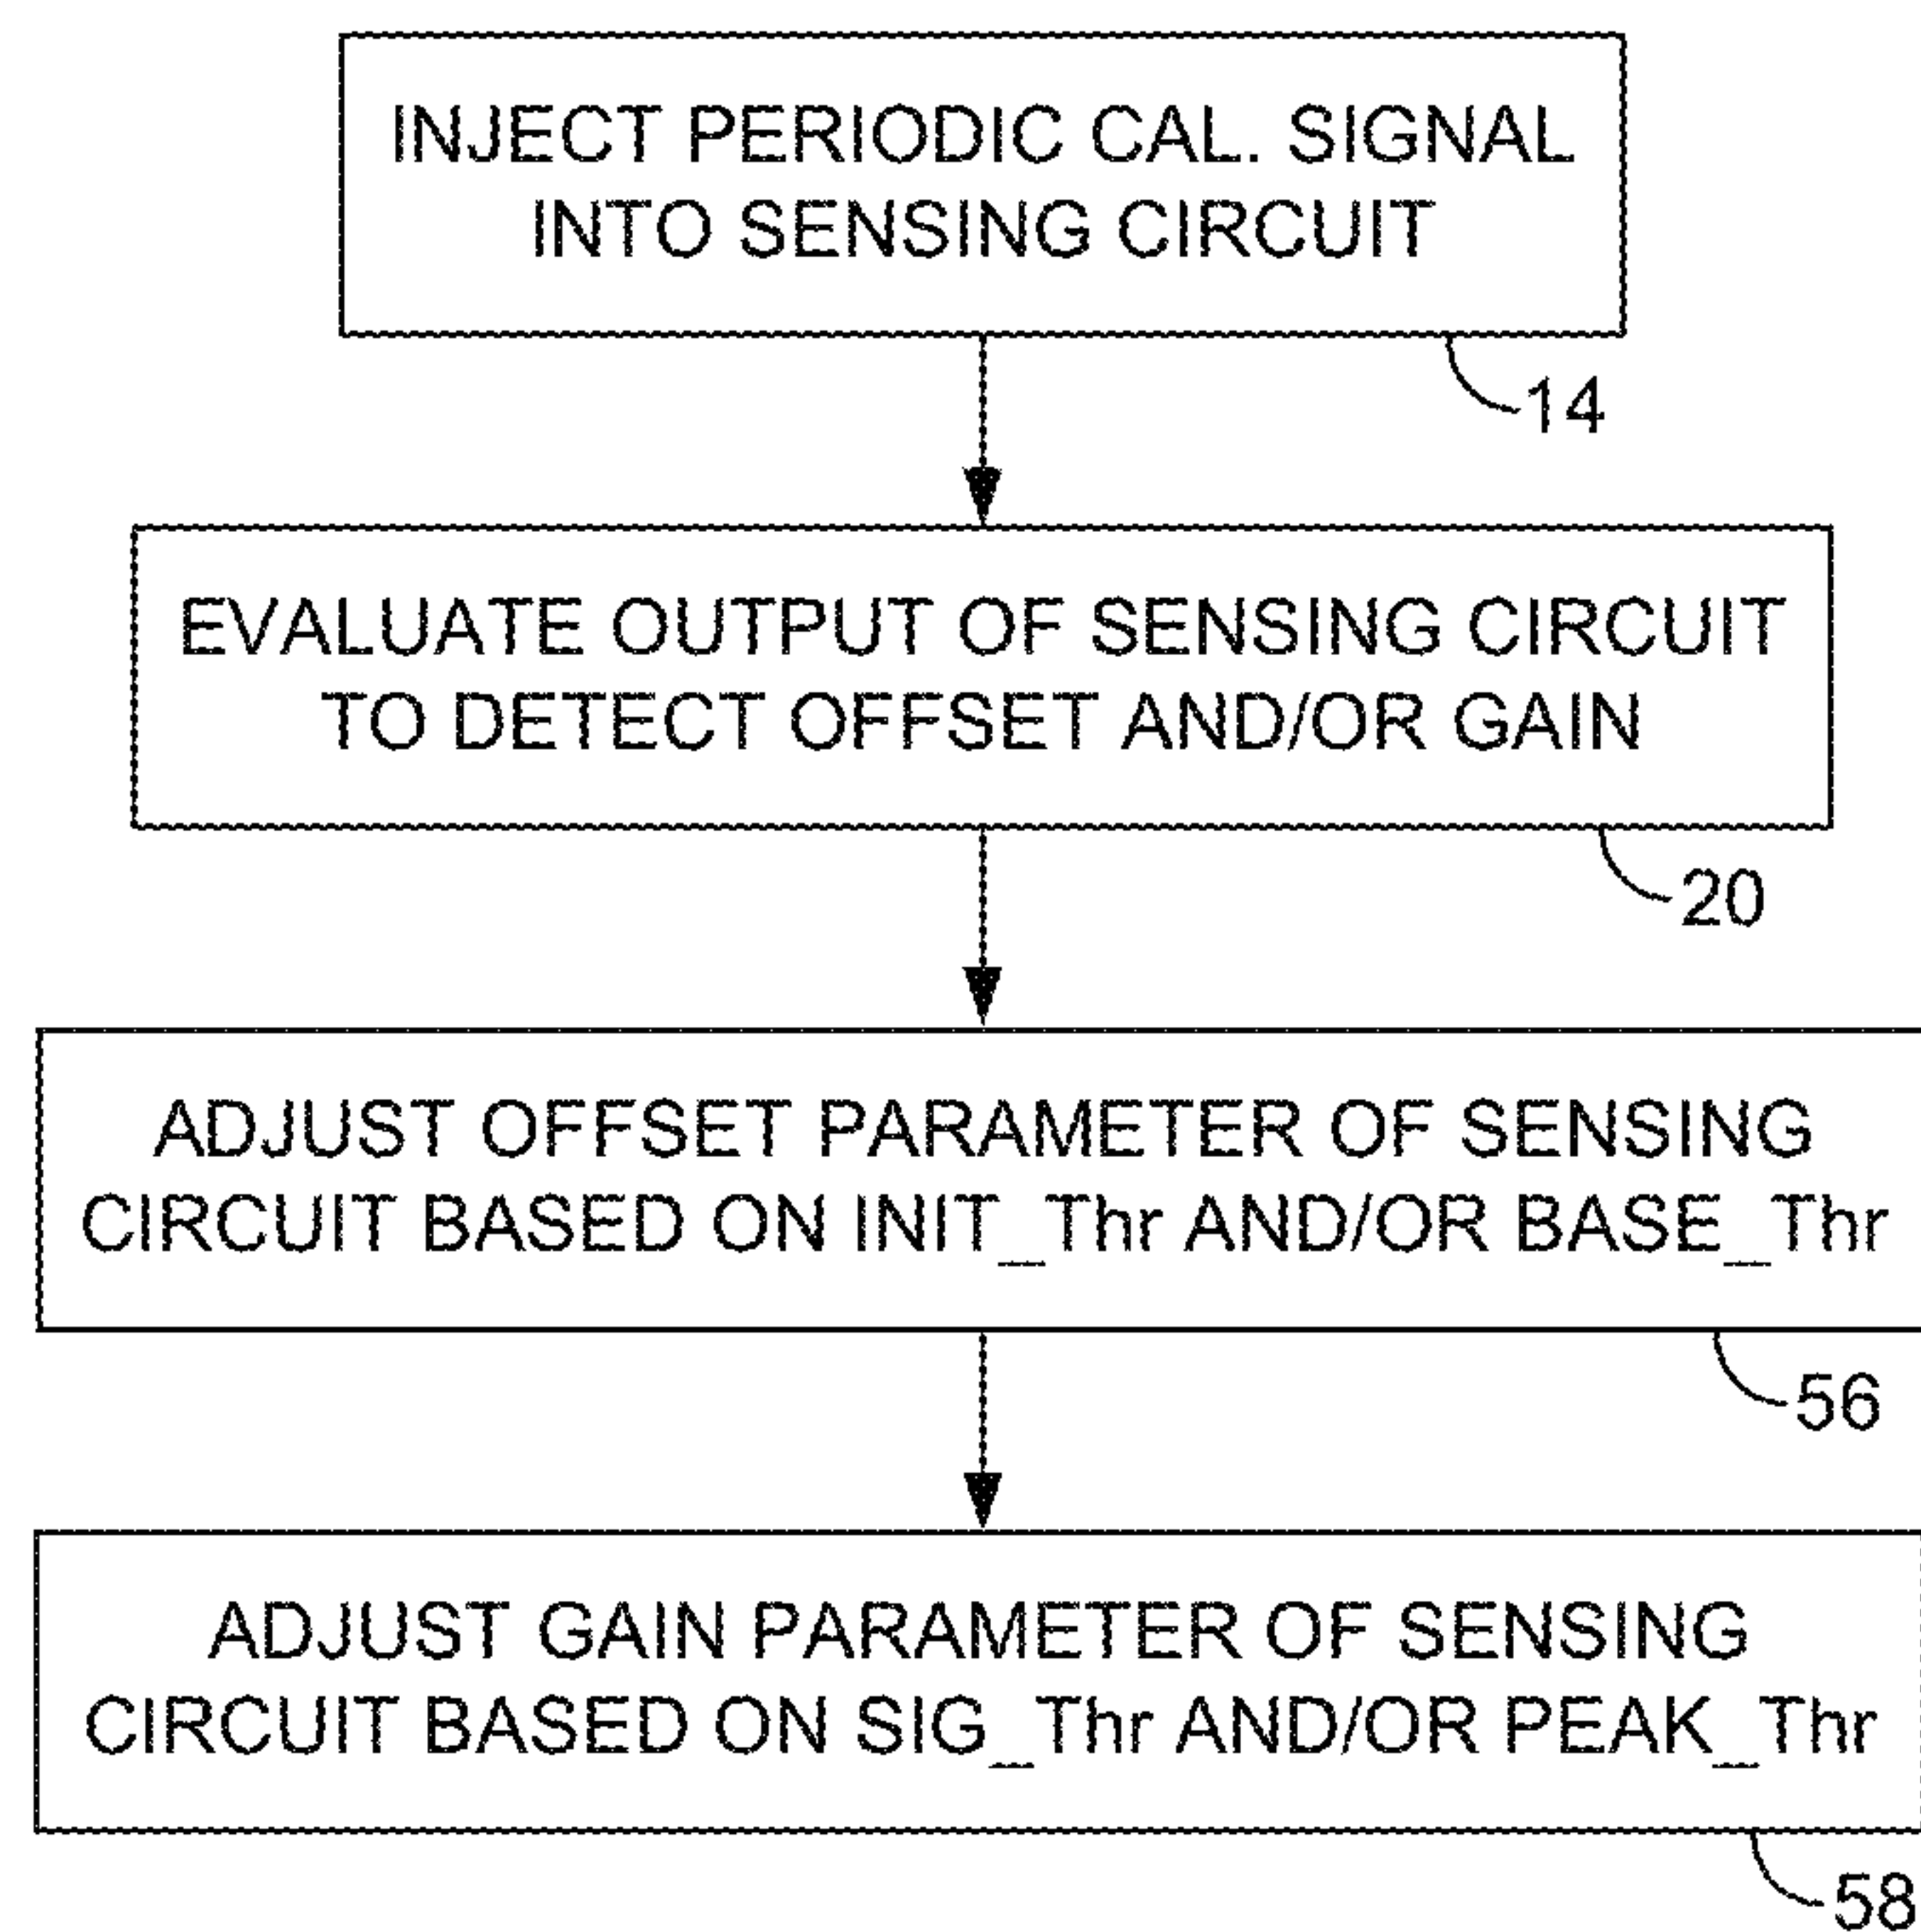 INJECT PERIODIC CAL. SIGNAL
INTO SENSING CIRCUIT
14
EVALUATE OUTPUT OF SENSING CIRCUIT
TO DETECT OFFSET AND/OR GAIN
20
ADJUST OFFSET PARAMETER OF SENSING
CIRCUIT BASED ON INIT_Thr AND/OR BASE_Thr
56
ADJUST GAIN PARAMETER OF SENSING
CIRCUIT BASED ON SIG_Thr AND/OR PEAK_Thr
58